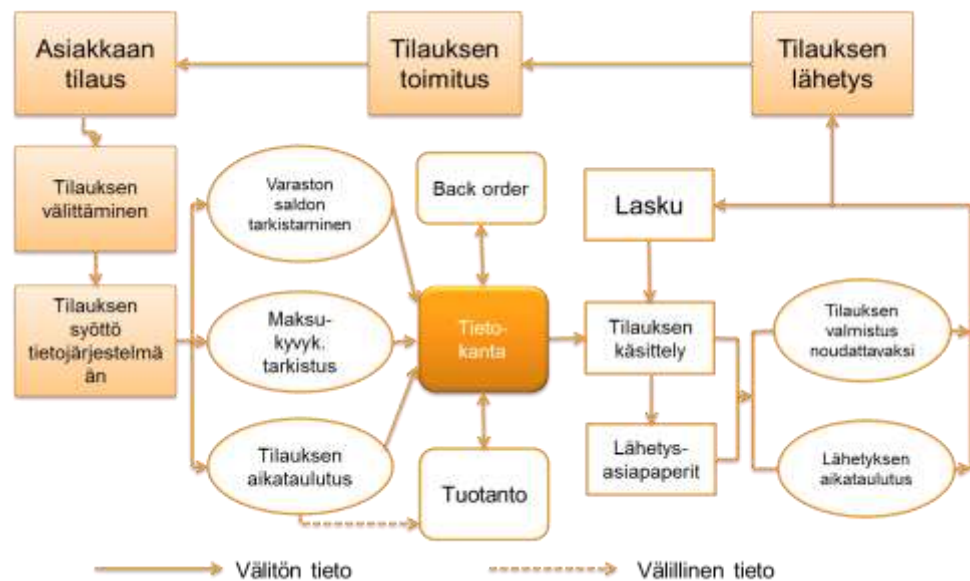 Asiakkaan
tilaus
Tilauksen
toimitus
Tilauksen
lähetys
Tilauksen
välittäminen
Varaston
saldon
tarkistaminen
Back order
Lasku
Tilauksen
syöttö
tietojärjestelmä
än
Maksu-
kyvyk.
tarkistus
Tieto-
kanta
Tilauksen
käsittely
Tilauksen
valmistus
noudattavaksi
Tilauksen
aikataulutus
Tuotanto
Lähetys-
asiapaperit
Lähetyksen
aikataulutus
Välitön tieto
Välillinen tieto